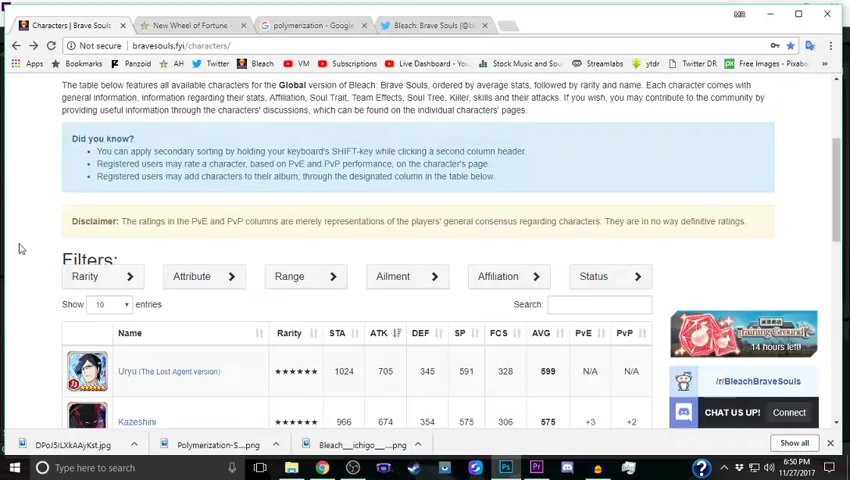 Characters | Brave Souls
New Wheel of Fortune
polymerization - Google
Bleach: Brave Souls (@bl
Not secure bravesouls.fyi/characters/
Apps For Breakers Panzoid AH Twitter Bleach VM Subscriptions Live Dashboard - You Stock Music and Sou Streamlabs ytdr Twitter DR Free Images - Pixaba
The table below features all available characters for the Global version of Bleach: Brave Souls, ordered by average stats, followed by rarity and name. Each character comes with
general information, information regarding their stats, Affiliation, Soul Trait, Team Effects, Soul Tree, Killer, skills and their attacks. If you wish, you may contribute to the community by
providing useful information through the characters' discussions, which can be found on the individual characters' pages.
Did you know?
• You can apply secondary sorting by holding your keyboard's SHIFT-key while clicking a second column header.
• Registered users may rate a character, based on PvE and PvP performance, on the character's page.
• Registered users may add characters to their album, through the designated column in the table below.
Disclaimer: The ratings in the PvE and PvP columns are merely representations of the players' general consensus regarding characters. They are in no way definitive ratings.
Filters:
Rarity Attribute Range Ailment Affiliation Status
Show 10 entries Search:
Name Rarity STA ATK DEF SP FCS AVG PvE PvP
Uryu (The Lost Agent version) ★★★★★★ 1024 705 345 591 328 599 N/A N/A
Kazeshini ★★★★★★ 966 674 354 575 306 575 +3 +2
Training Ground
14 hours left!
/r/BleachBraveSouls
CHAT US UP! Connect
DPoJ5ILXkAAyKst.jpg Polymerization-S....png Bleach__ichigo__....png Show all
Type here to search
6:50 PM
11/27/2017